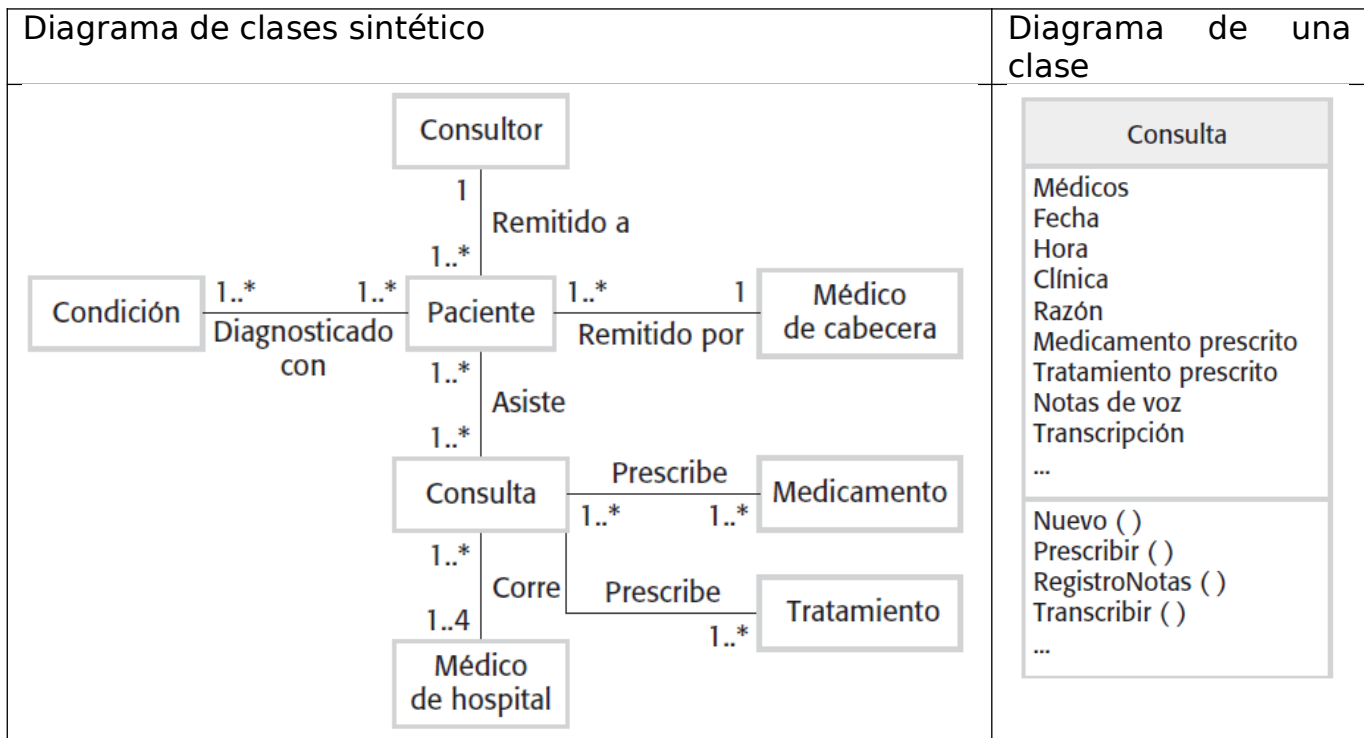 Diagrama de clases sintético
Diagrama de una
clase
Consultor
1
Remitido a
1..*
Condición
1..*
1..*
Diagnosticado
con
Paciente
1..*
1
Remitido por
Médico
de cabecera
1..*
Asiste
1..*
Consulta
Prescribe
1..*
1..*
Medicamento
1..*
Corre
1..4
Prescribe
1..*
Tratamiento
Médico
de hospital
Consulta
Médicos
Fecha
Hora
Clínica
Razón
Medicamento prescrito
Tratamiento prescrito
Notas de voz
Transcripción
...
Nuevo ( )
Prescribir ( )
RegistroNotas ( )
Transcribir ( )
...